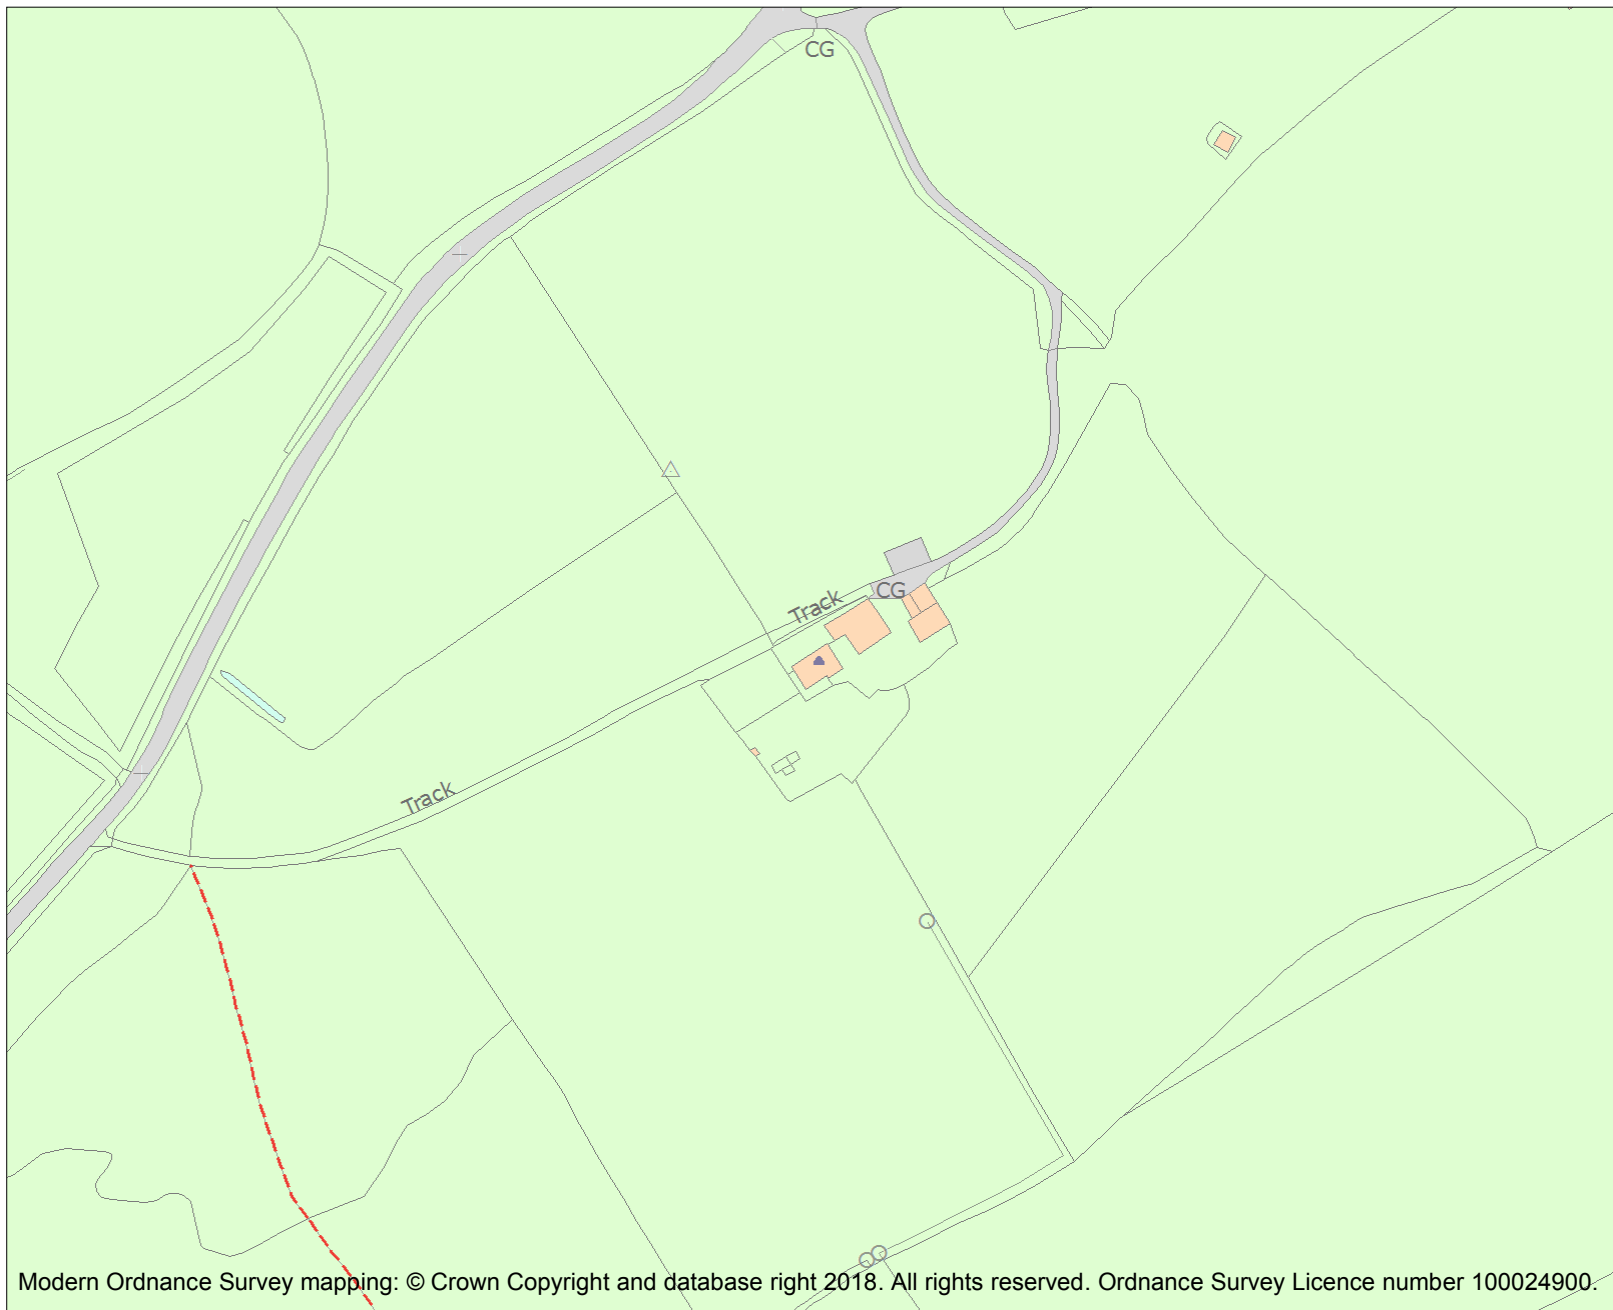 CG
CG
Track
Track
Modern Ordnance Survey mapping: © Crown Copyright and database right 2018. All rights reserved. Ordnance Survey Licence number 100024900.